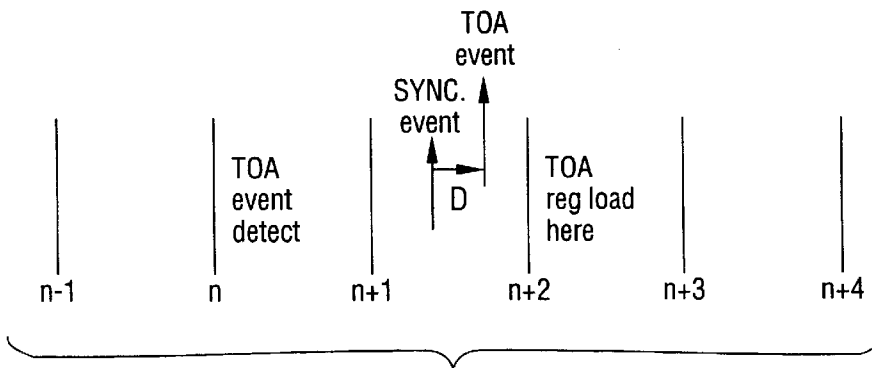 TOA
event
SYNC.
event
D
TOA
event
detect
TOA
reg load
here
n-1
n
n+1
n+2
n+3
n+4